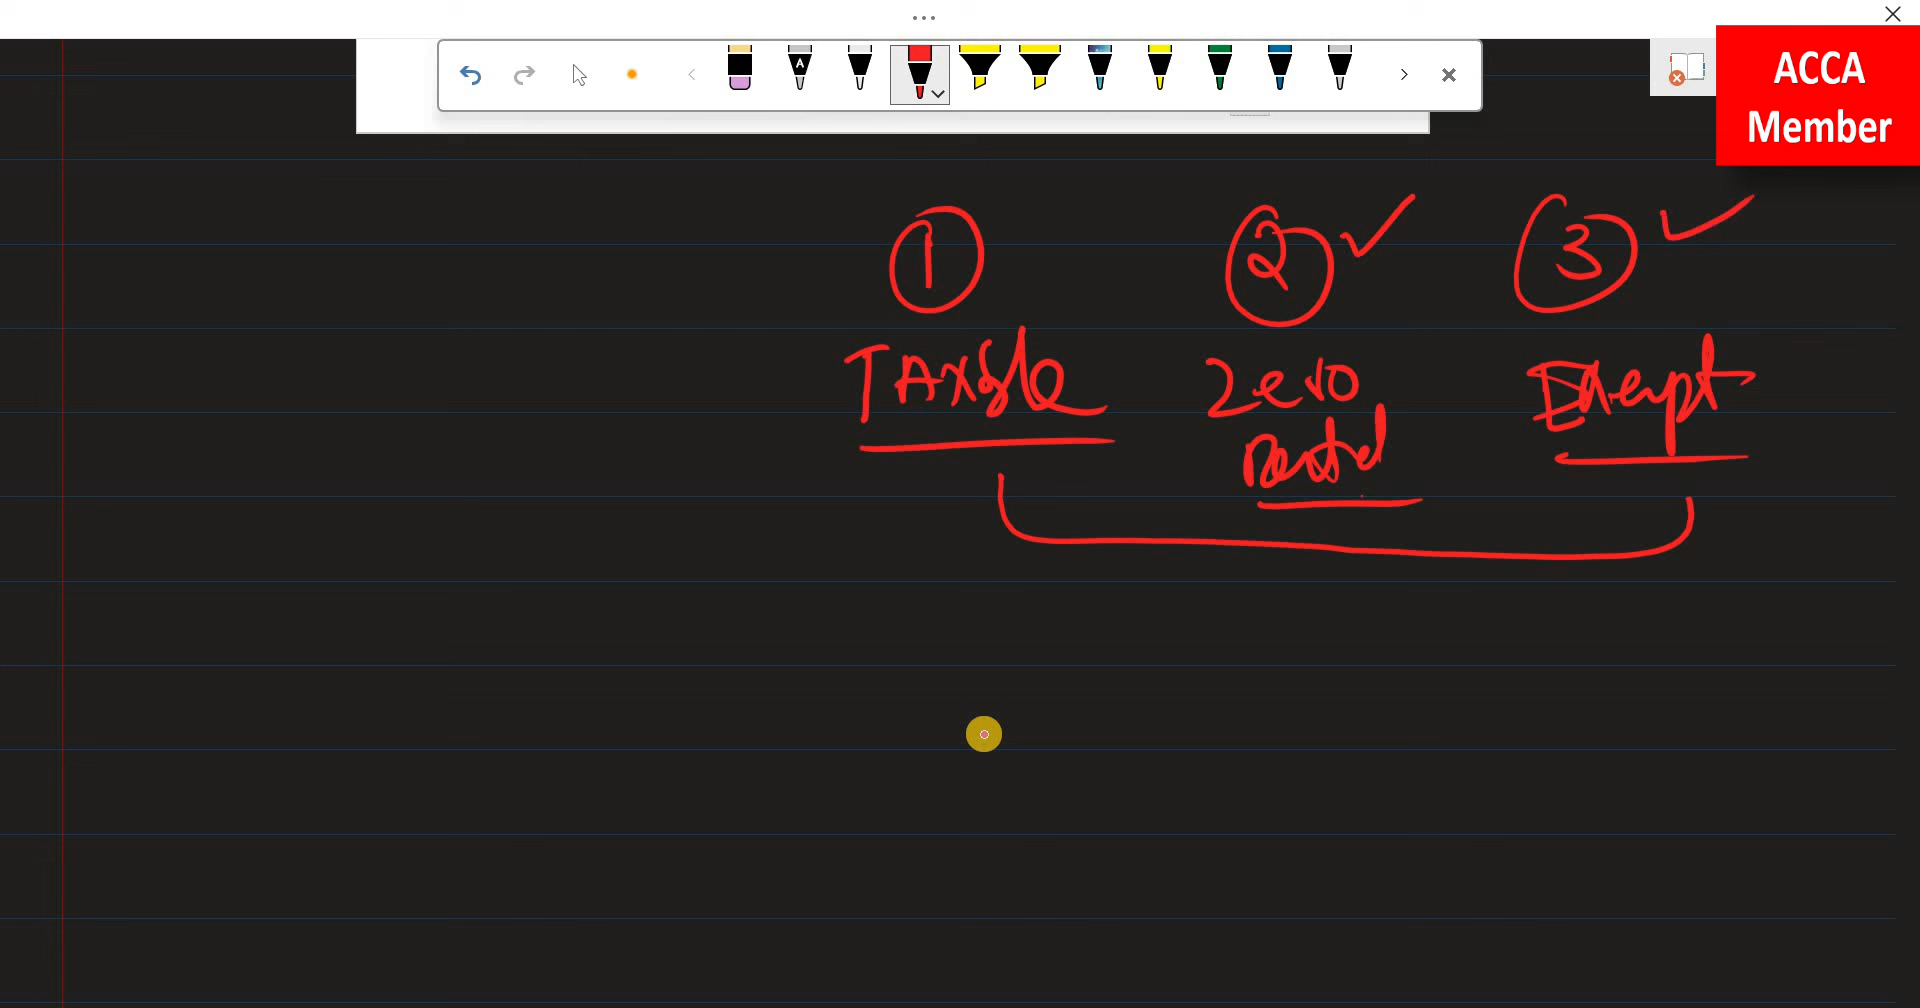 ACCA
Member
A
1 2 3
TAXable Zero Exempt
Rated